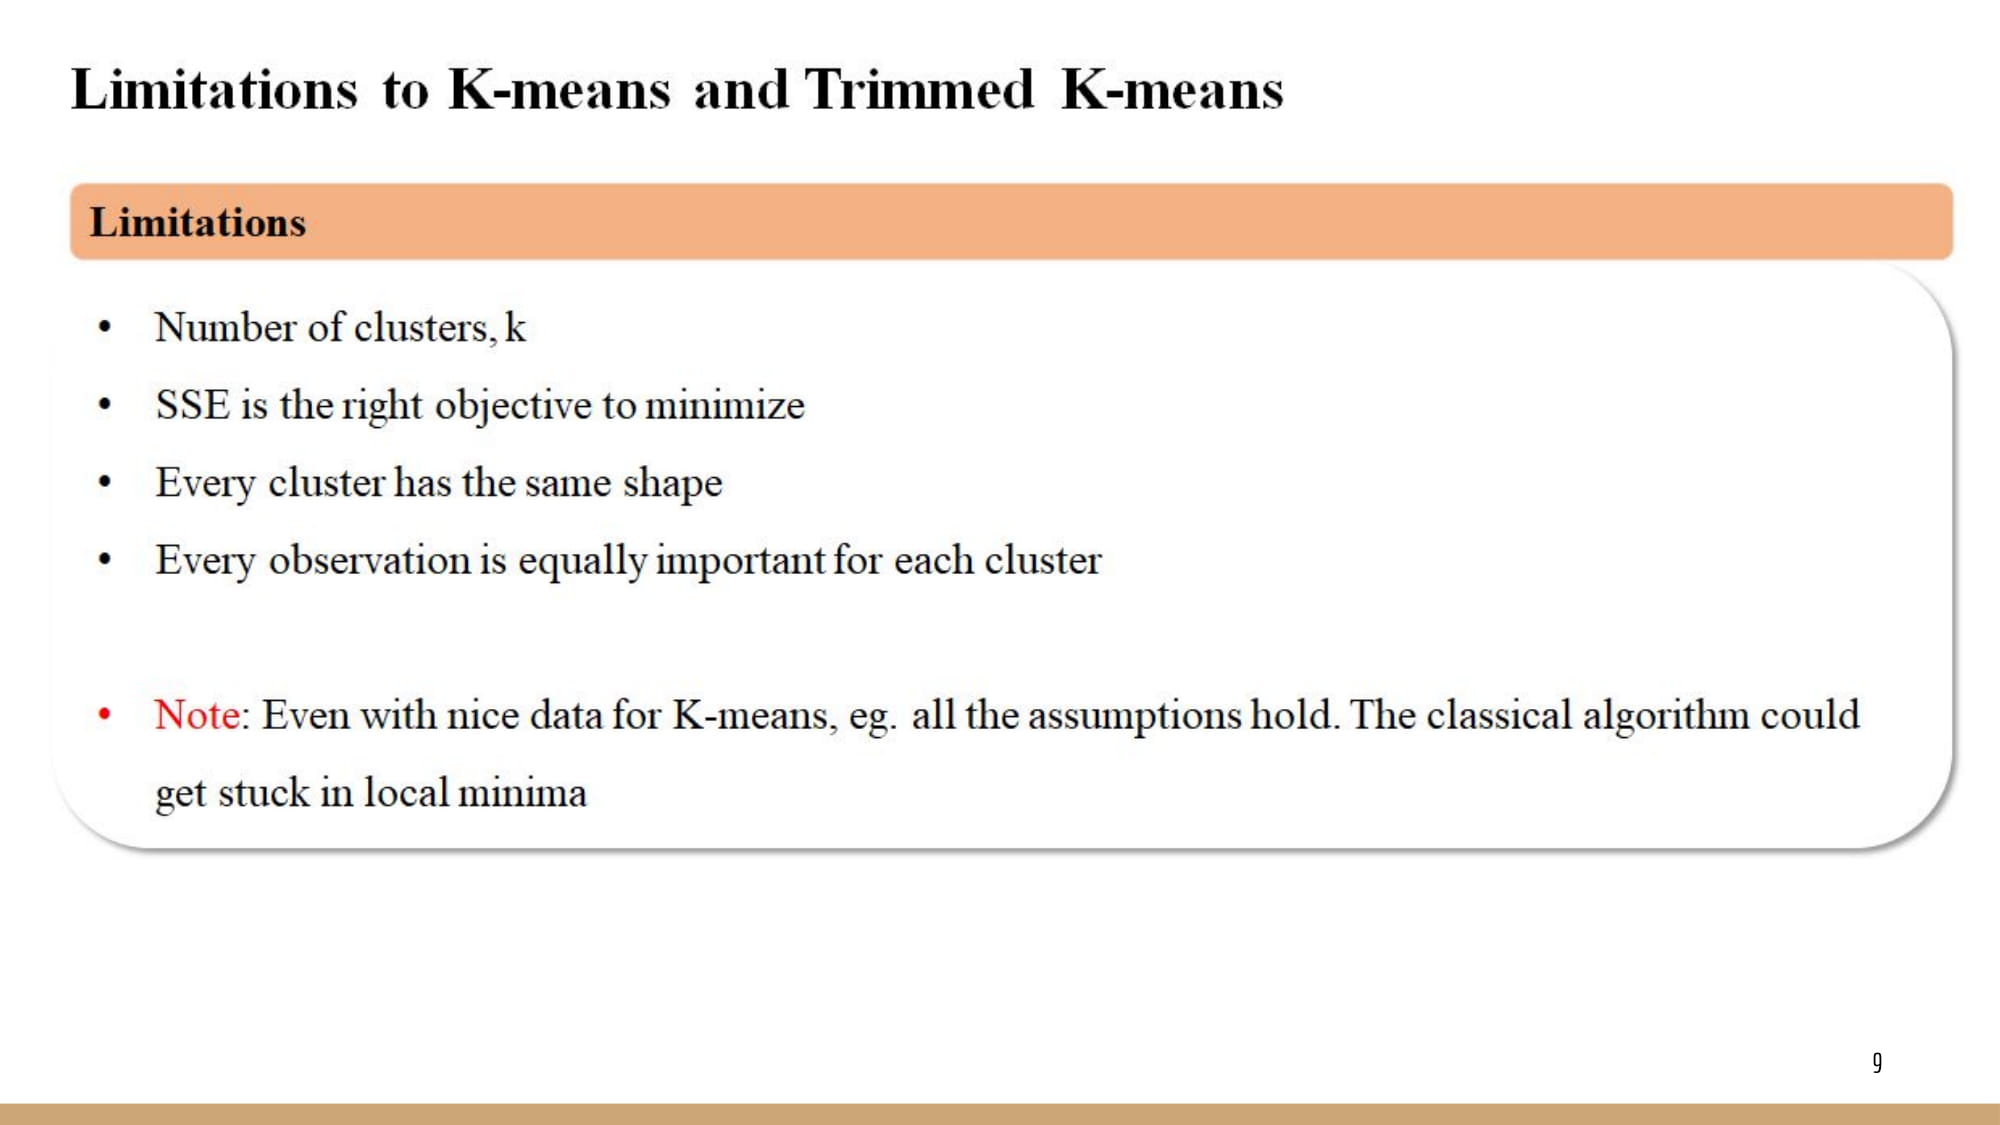 Limitations to K-means and Trimmed K-means
Limitations
• Number of clusters, k
• SSE is the right objective to minimize
• Every cluster has the same shape
• Every observation is equally important for each cluster
• Note: Even with nice data for K-means, eg. all the assumptions hold. The classical algorithm could
get stuck in local minima
9